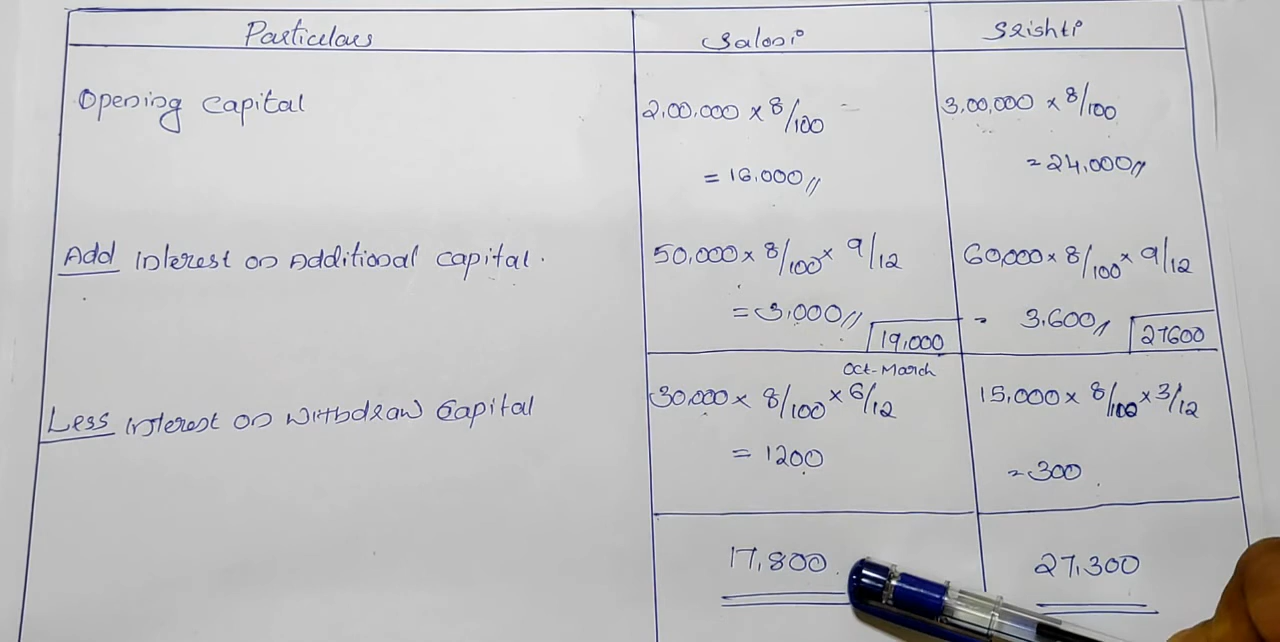 Particulars Saloni Srishti
Opening Capital 2,00,000 × 8/100 = 3,00,000 × 8/100
= 16,000 // = 24,000 //
Add Interest on Additional Capital. 50,000 × 8/100 × 9/12 60,000 × 8/100 × 9/12
= 3,000 // 19,000 = 3,600 // 27600
Oct-March
Less Interest on withdraw Capital 30,000 × 8/100 × 6/12 15,000 × 8/100 × 3/12
= 1200 = 300
17,800 27,300